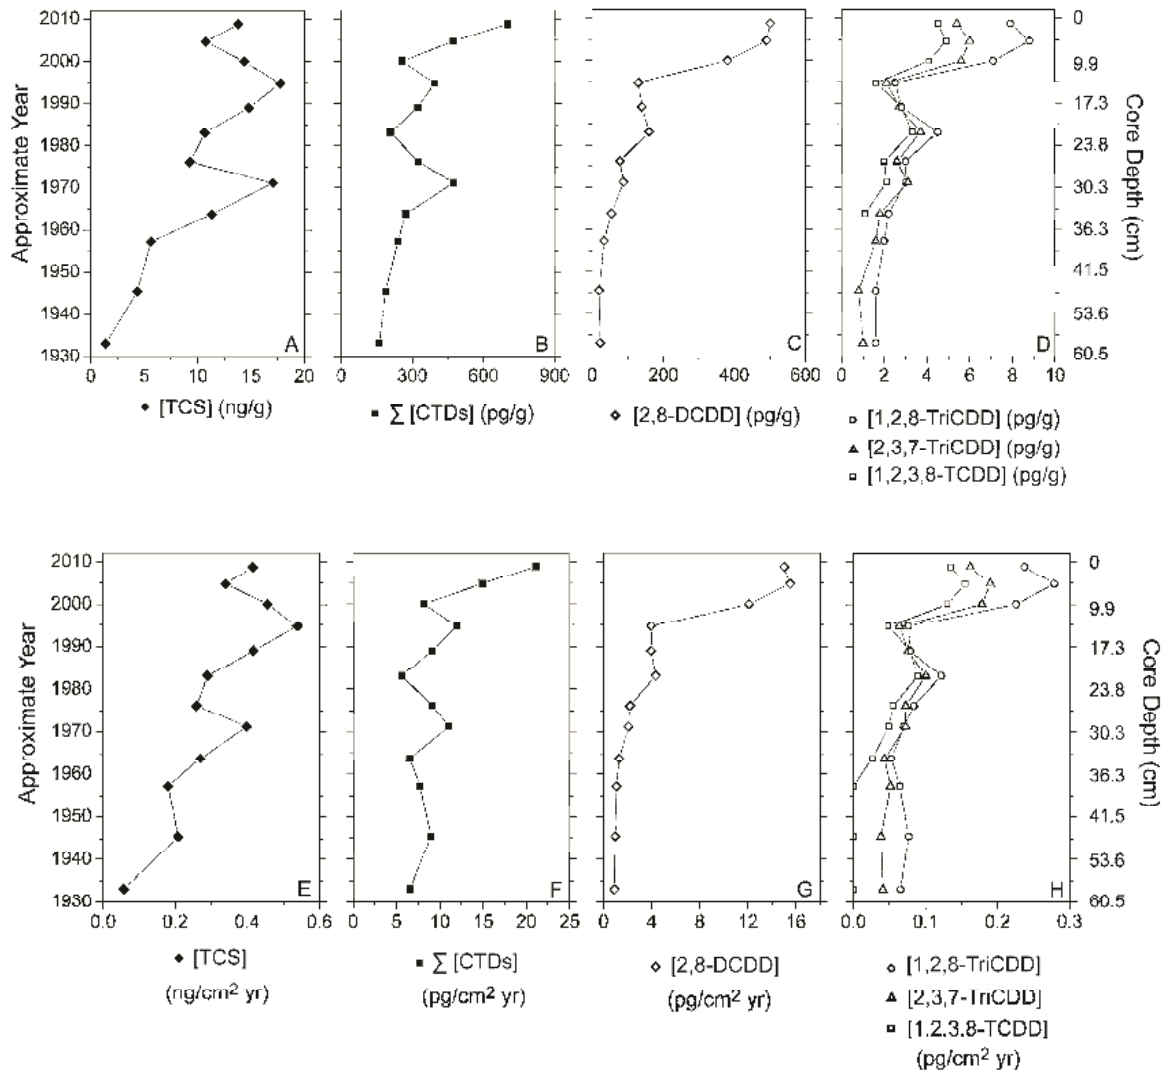 2010
2000
1990
1980
1970
1960
1950
1940
1930
Approximate Year
A
B
C
D
0
9.9
17.3
23.8
30.3
36.3
41.5
53.6
60.5
Core Depth (cm)
0 5 10 15 20
0 300 600 900
0 200 400 600
0 2 4 6 8 10
[TCS] (ng/g)
∑ [CTDs] (pg/g)
[2,8-DCDD] (pg/g)
[1,2,8-TriCDD] (pg/g)
[2,3,7-TriCDD] (pg/g)
[1,2,3,8-TCDD] (pg/g)
2010
2000
1990
1980
1970
1960
1950
1940
1930
Approximate Year
E
F
G
H
0
9.9
17.3
23.8
30.3
36.3
41.5
53.6
60.5
Core Depth (cm)
0.0 0.2 0.4 0.6
0 5 10 15 20 25
0 4 8 12 16
0.0 0.1 0.2 0.3
[TCS]
(ng/cm² yr)
∑ [CTDs]
(pg/cm² yr)
[2,8-DCDD]
(pg/cm² yr)
[1,2,8-TriCDD]
[2,3,7-TriCDD]
[1,2,3,8-TCDD]
(pg/cm² yr)